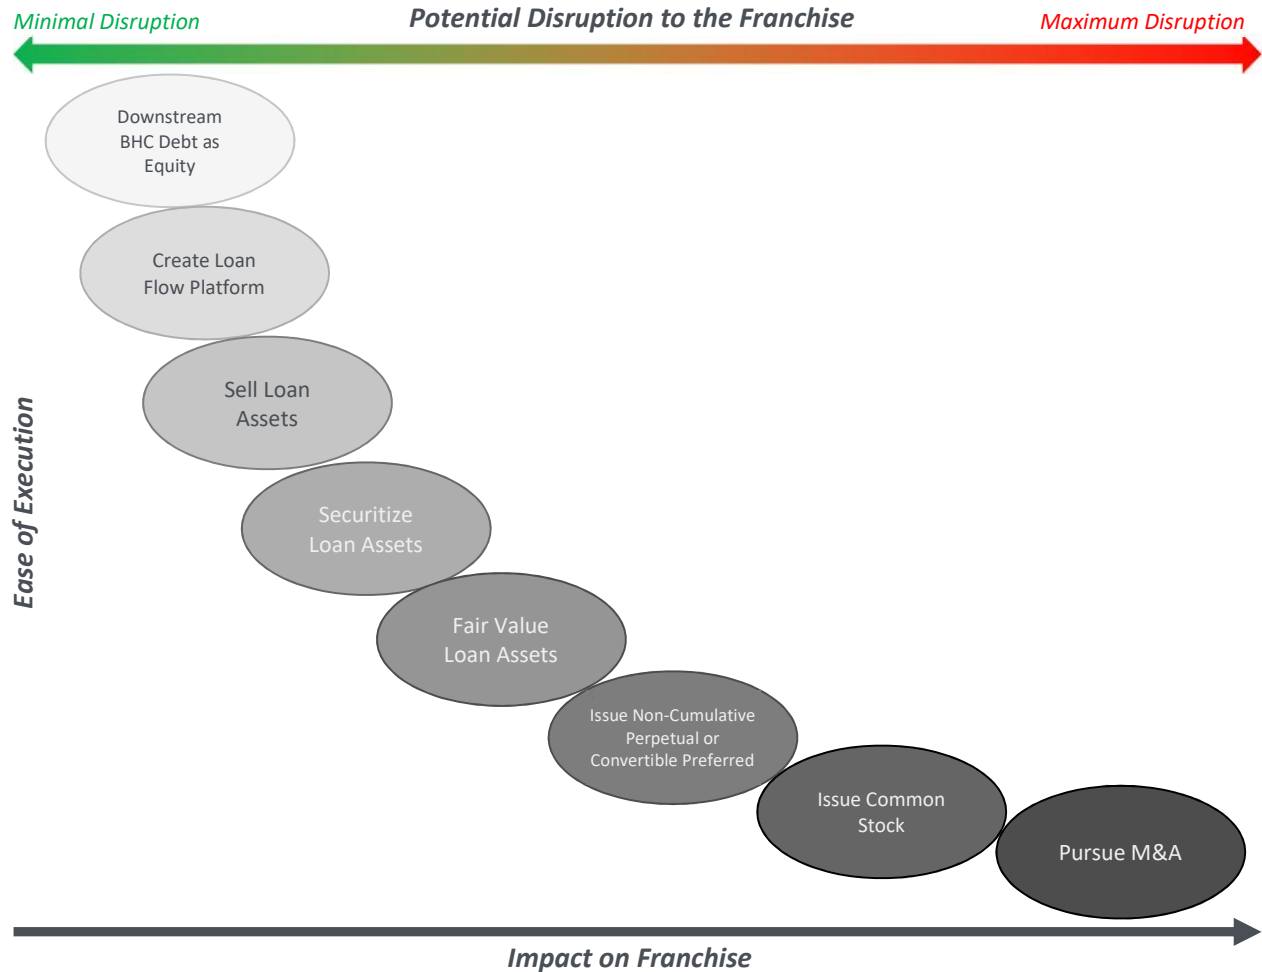 Potential Disruption to the Franchise
Minimal Disruption
Maximum Disruption
Downstream
BHC Debt as
Equity
Create Loan
Flow Platform
Sell Loan
Assets
Securitize
Loan Assets
Fair Value
Loan Assets
Issue Non-Cumulative
Perpetual or
Convertible Preferred
Issue Common
Stock
Pursue M&A
Ease of Execution
Impact on Franchise